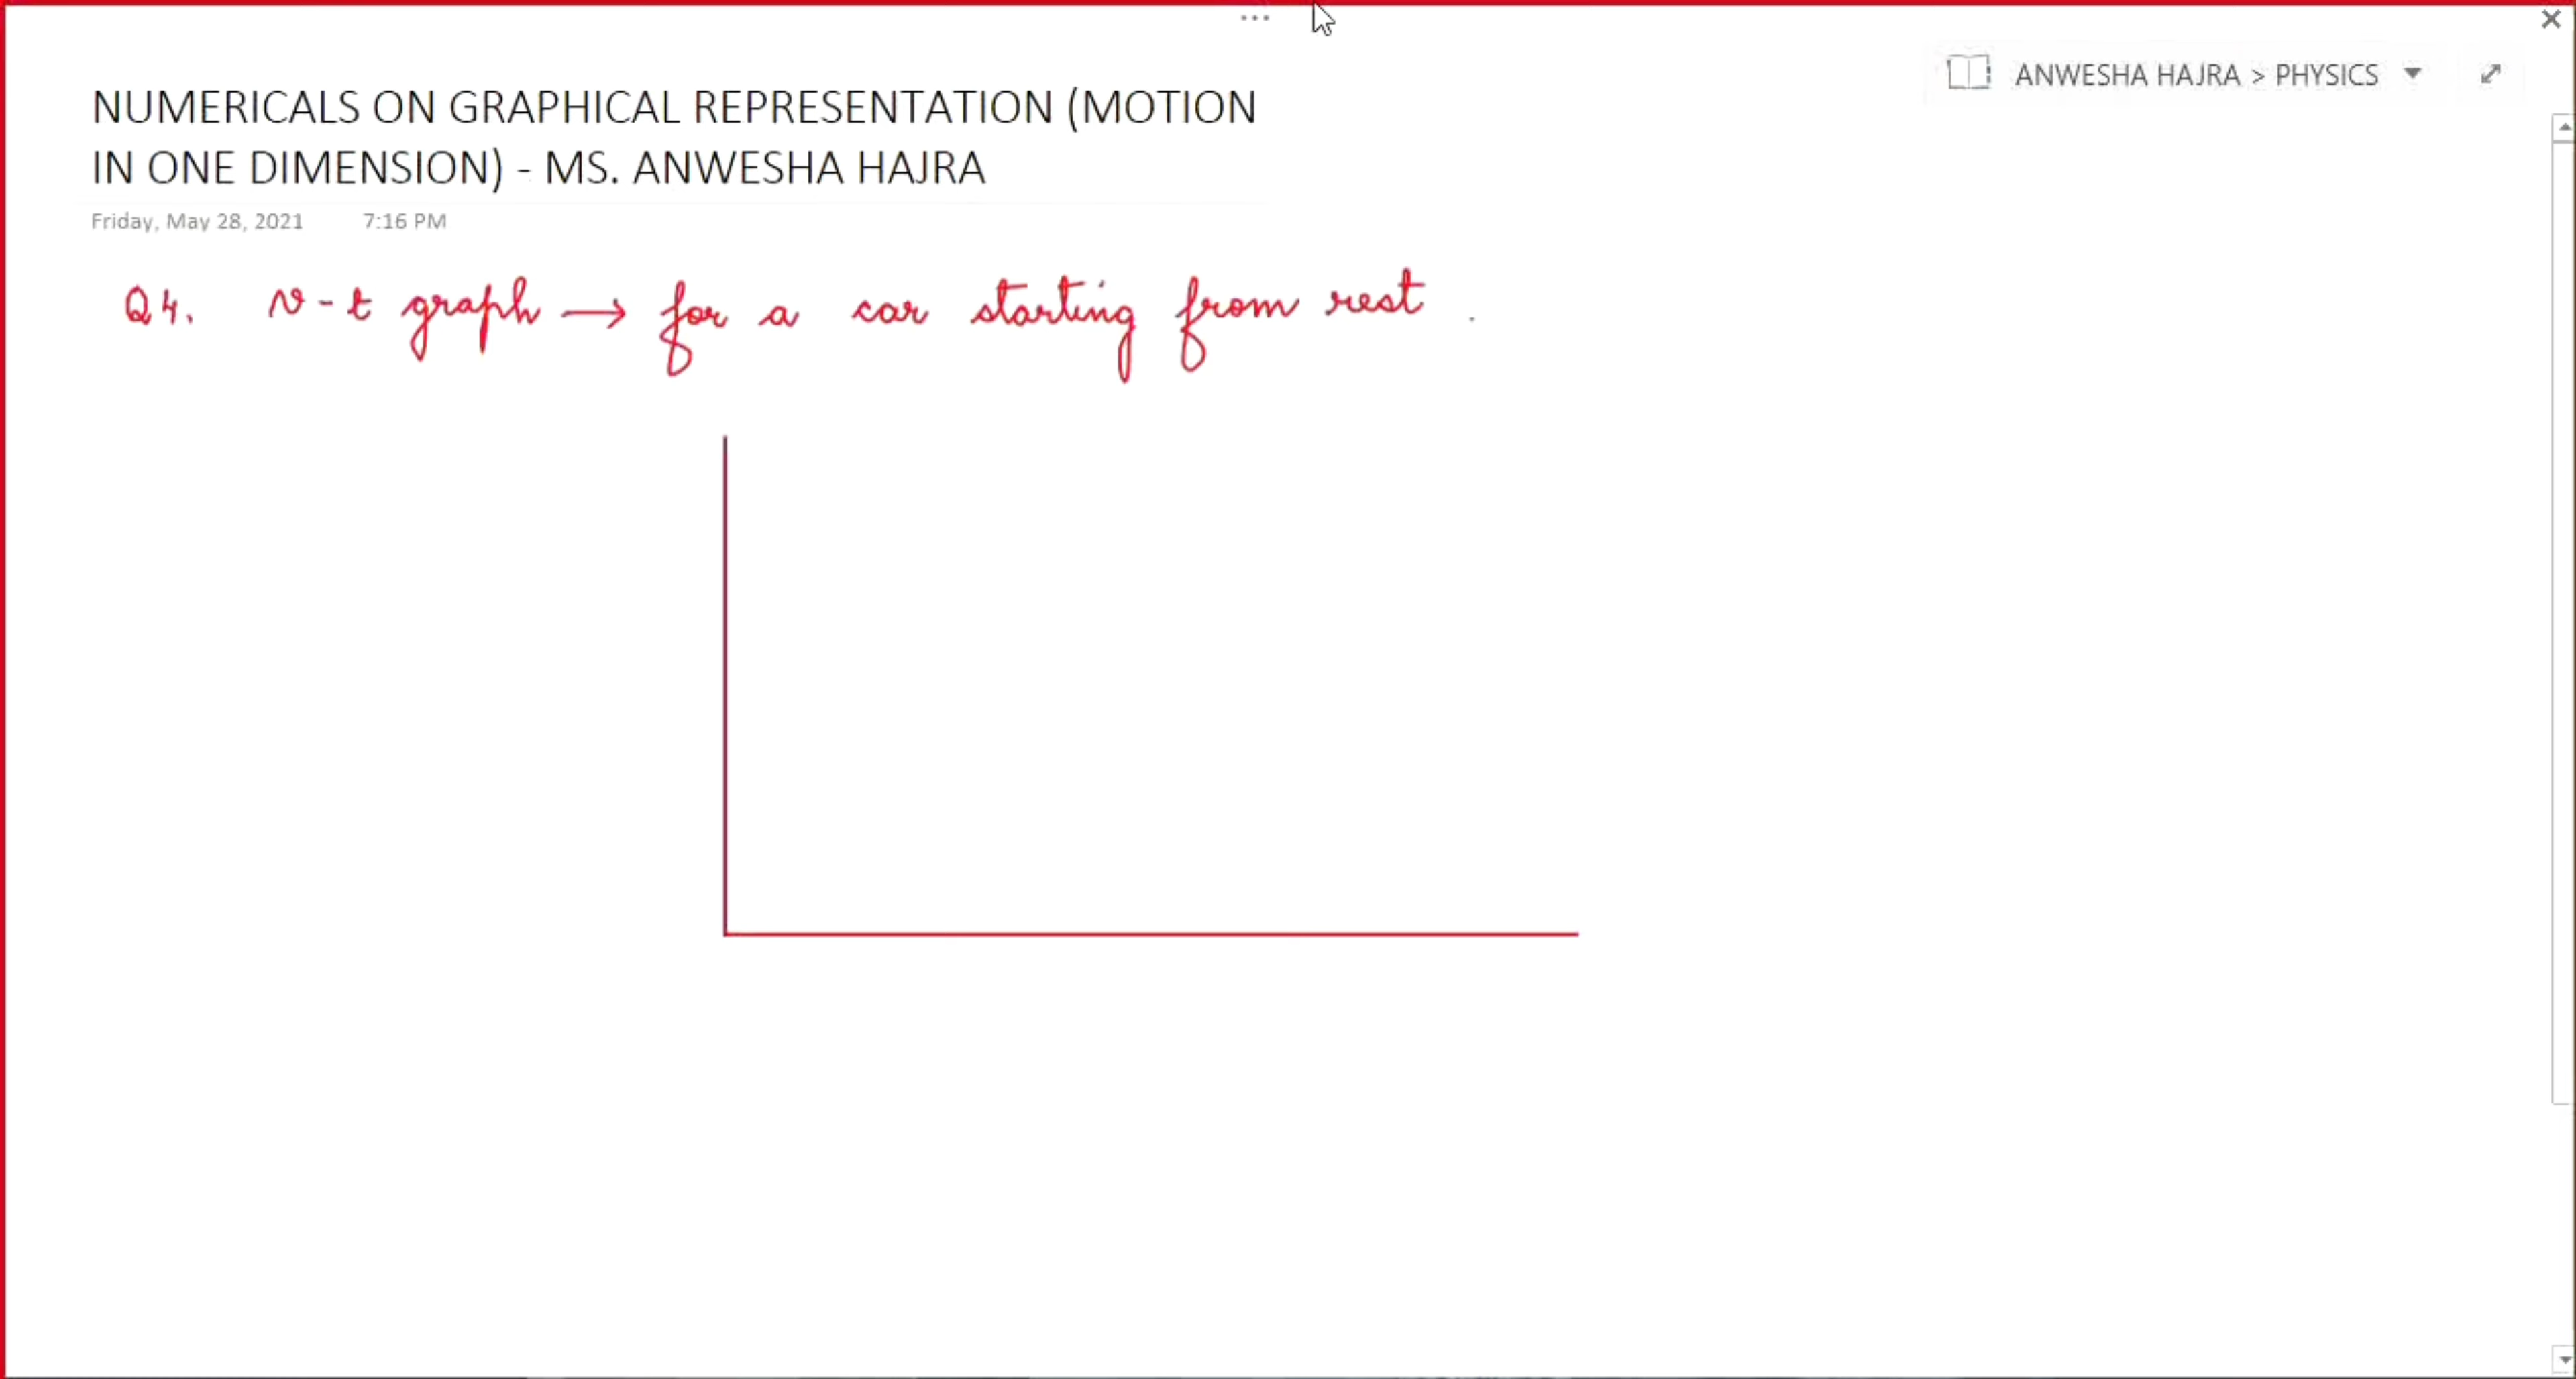 ANWESHA HAJRA > PHYSICS
NUMERICALS ON GRAPHICAL REPRESENTATION (MOTION
IN ONE DIMENSION) - MS. ANWESHA HAJRA
Friday, May 28, 2021 7:16 PM
Q4. v-t graph → for a car starting from rest.